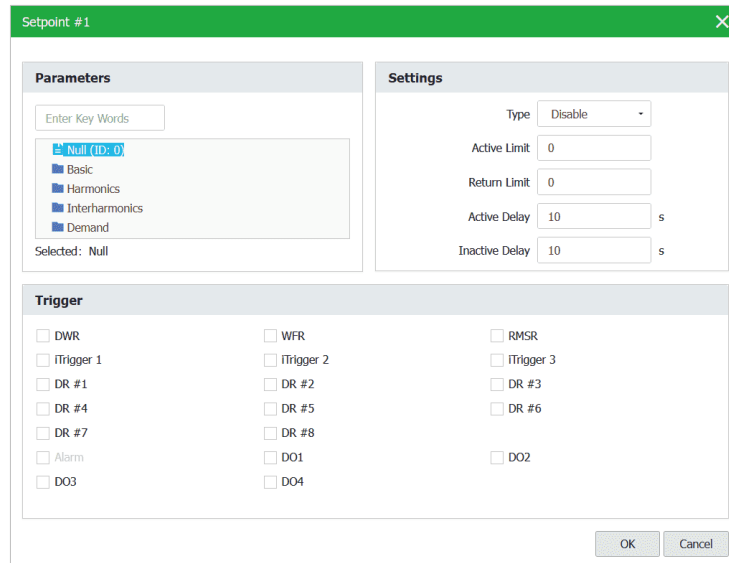 Setpoint #1
Parameters
Enter Key Words
Null (ID: 0)
Basic
Harmonics
Interharmonics
Demand
Selected: Null
Settings
Type Disable
Active Limit 0
Return Limit 0
Active Delay 10 s
Inactive Delay 10 s
Trigger
DWR WFR RMSR
iTrigger 1 iTrigger 2 iTrigger 3
DR #1 DR #2 DR #3
DR #4 DR #5 DR #6
DR #7 DR #8
Alarm DO1 DO2
DO3 DO4
OK Cancel